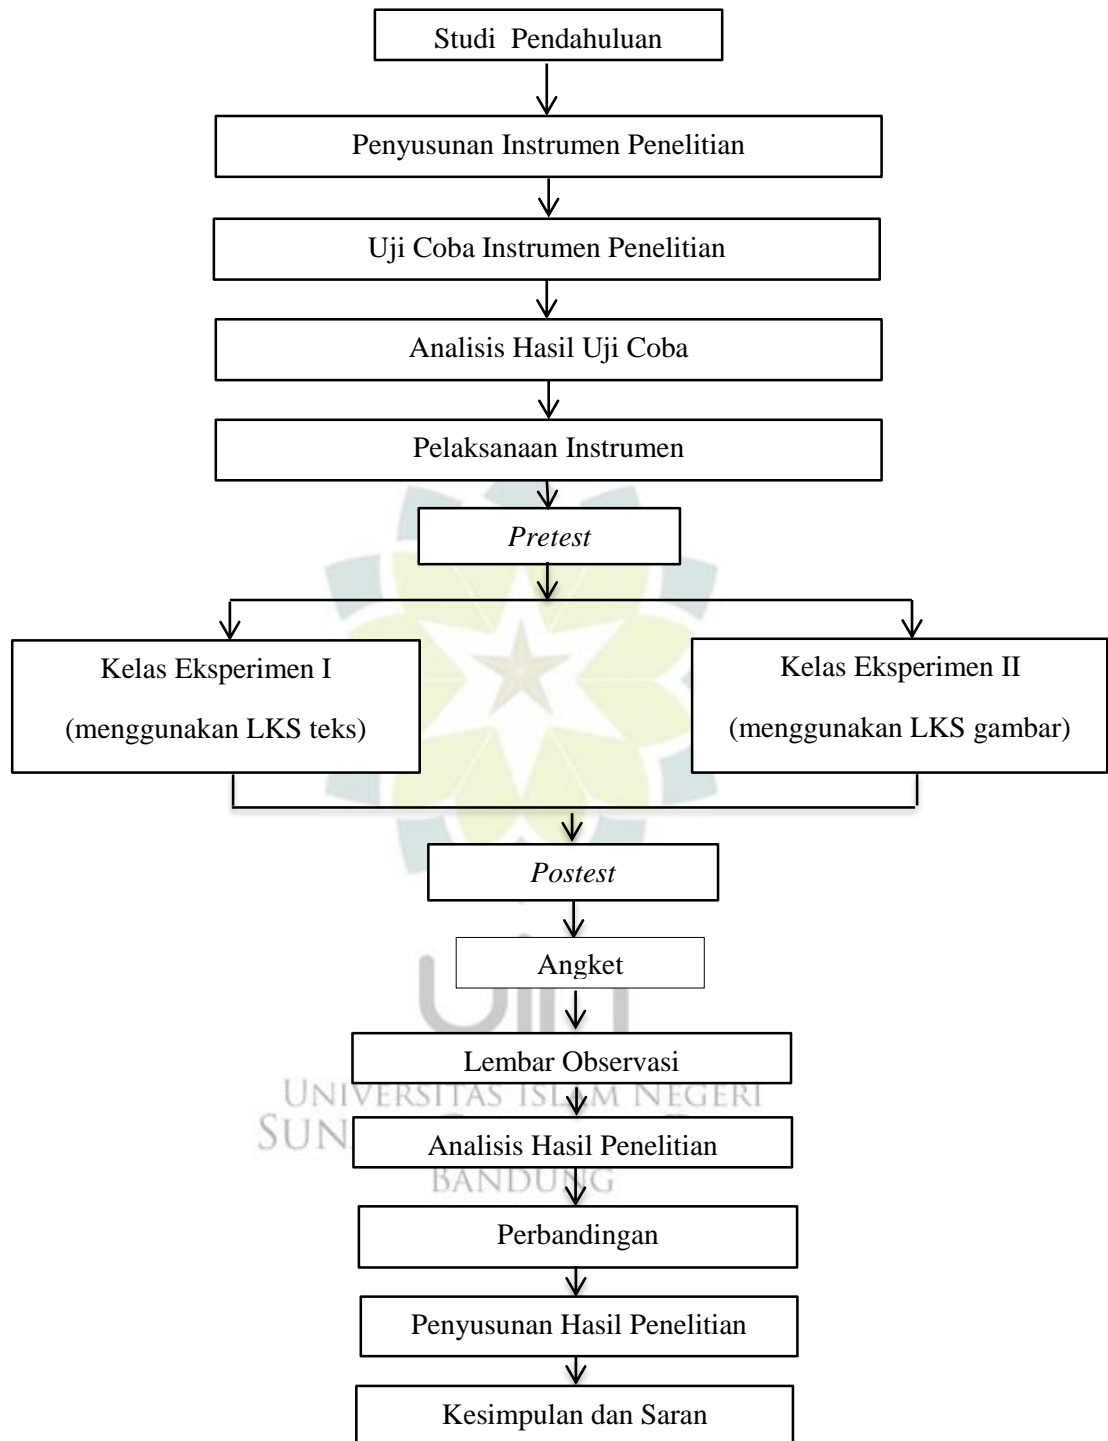 Studi Pendahuluan
Penyusunan Instrumen Penelitian
Uji Coba Instrumen Penelitian
Analisis Hasil Uji Coba
Pelaksanaan Instrumen
Pretest
Kelas Eksperimen I
(menggunakan LKS teks)
Kelas Eksperimen II
(menggunakan LKS gambar)
Postest
Angket
uin
Lembar Observasi
UNIVERSITAS ISLAM NEGERI
SUN
Analisis Hasil Penelitian
BANDUNG
Perbandingan
Penyusunan Hasil Penelitian
Kesimpulan dan Saran